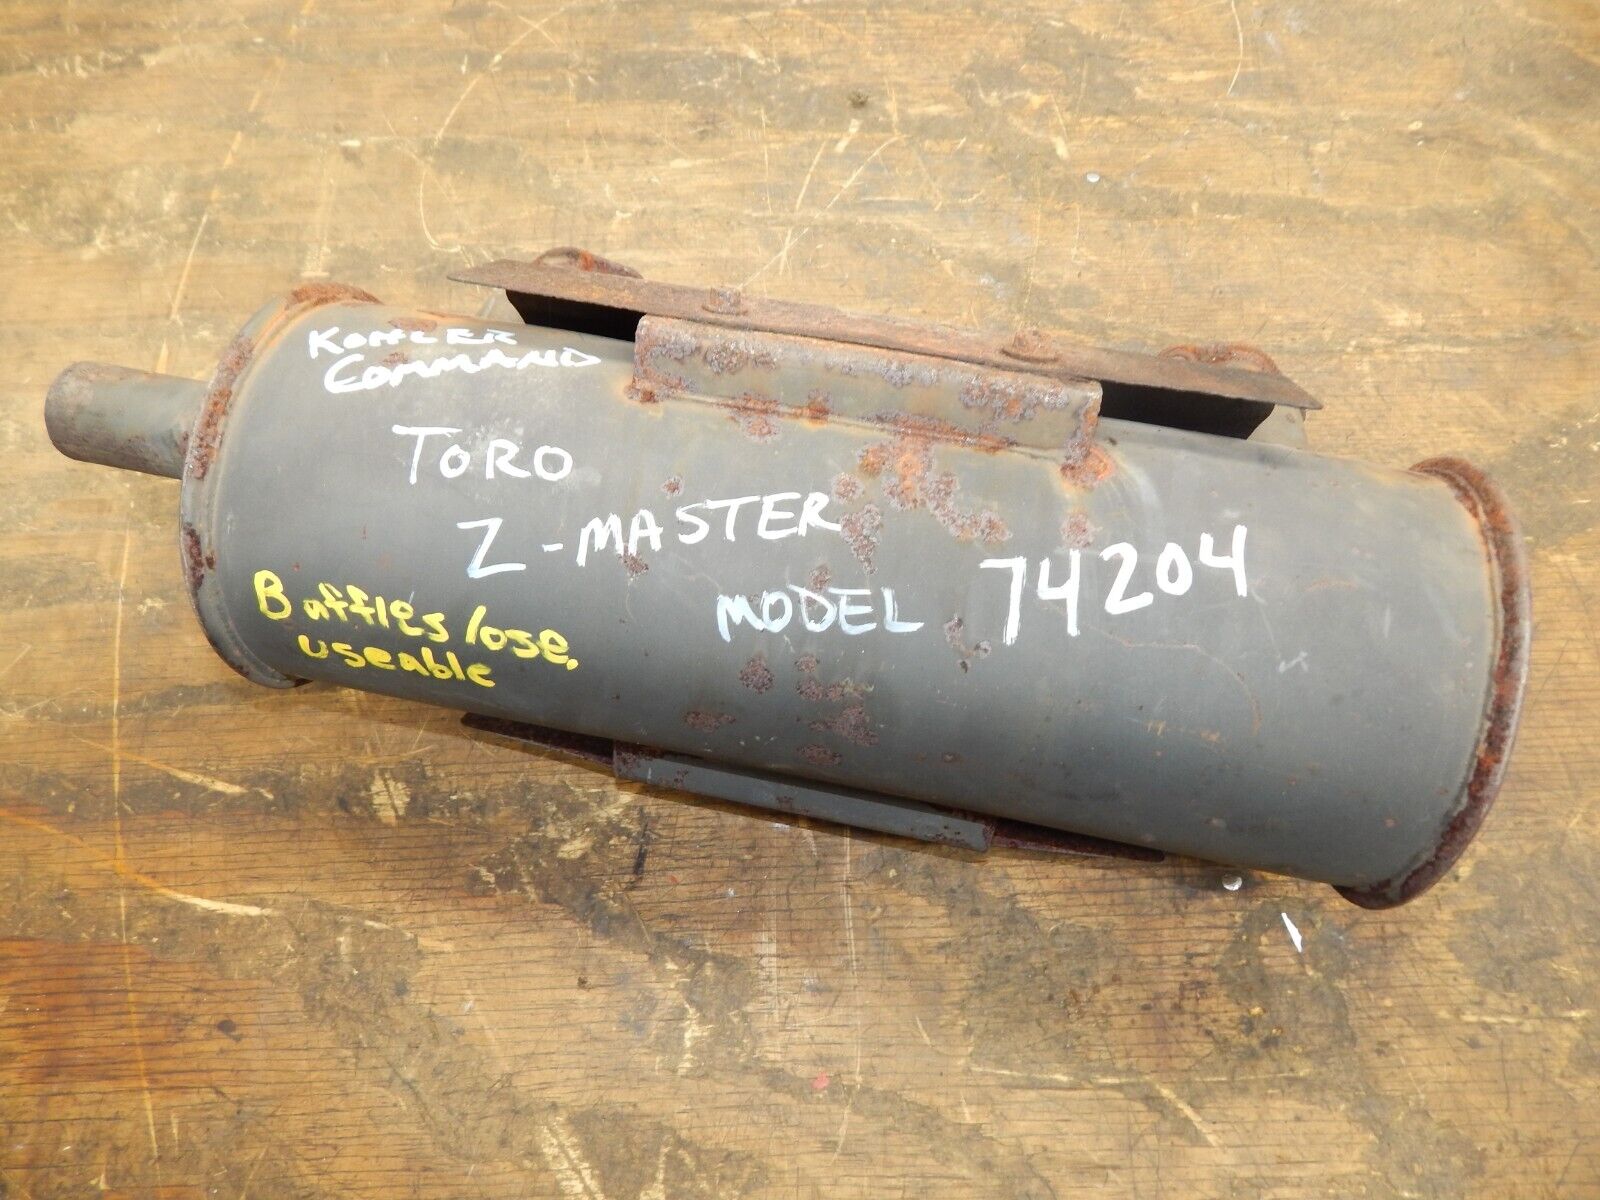 KOHLER
COMMAND
TORO
Z-MASTER
MODEL 74204
Baffles lose.
useable